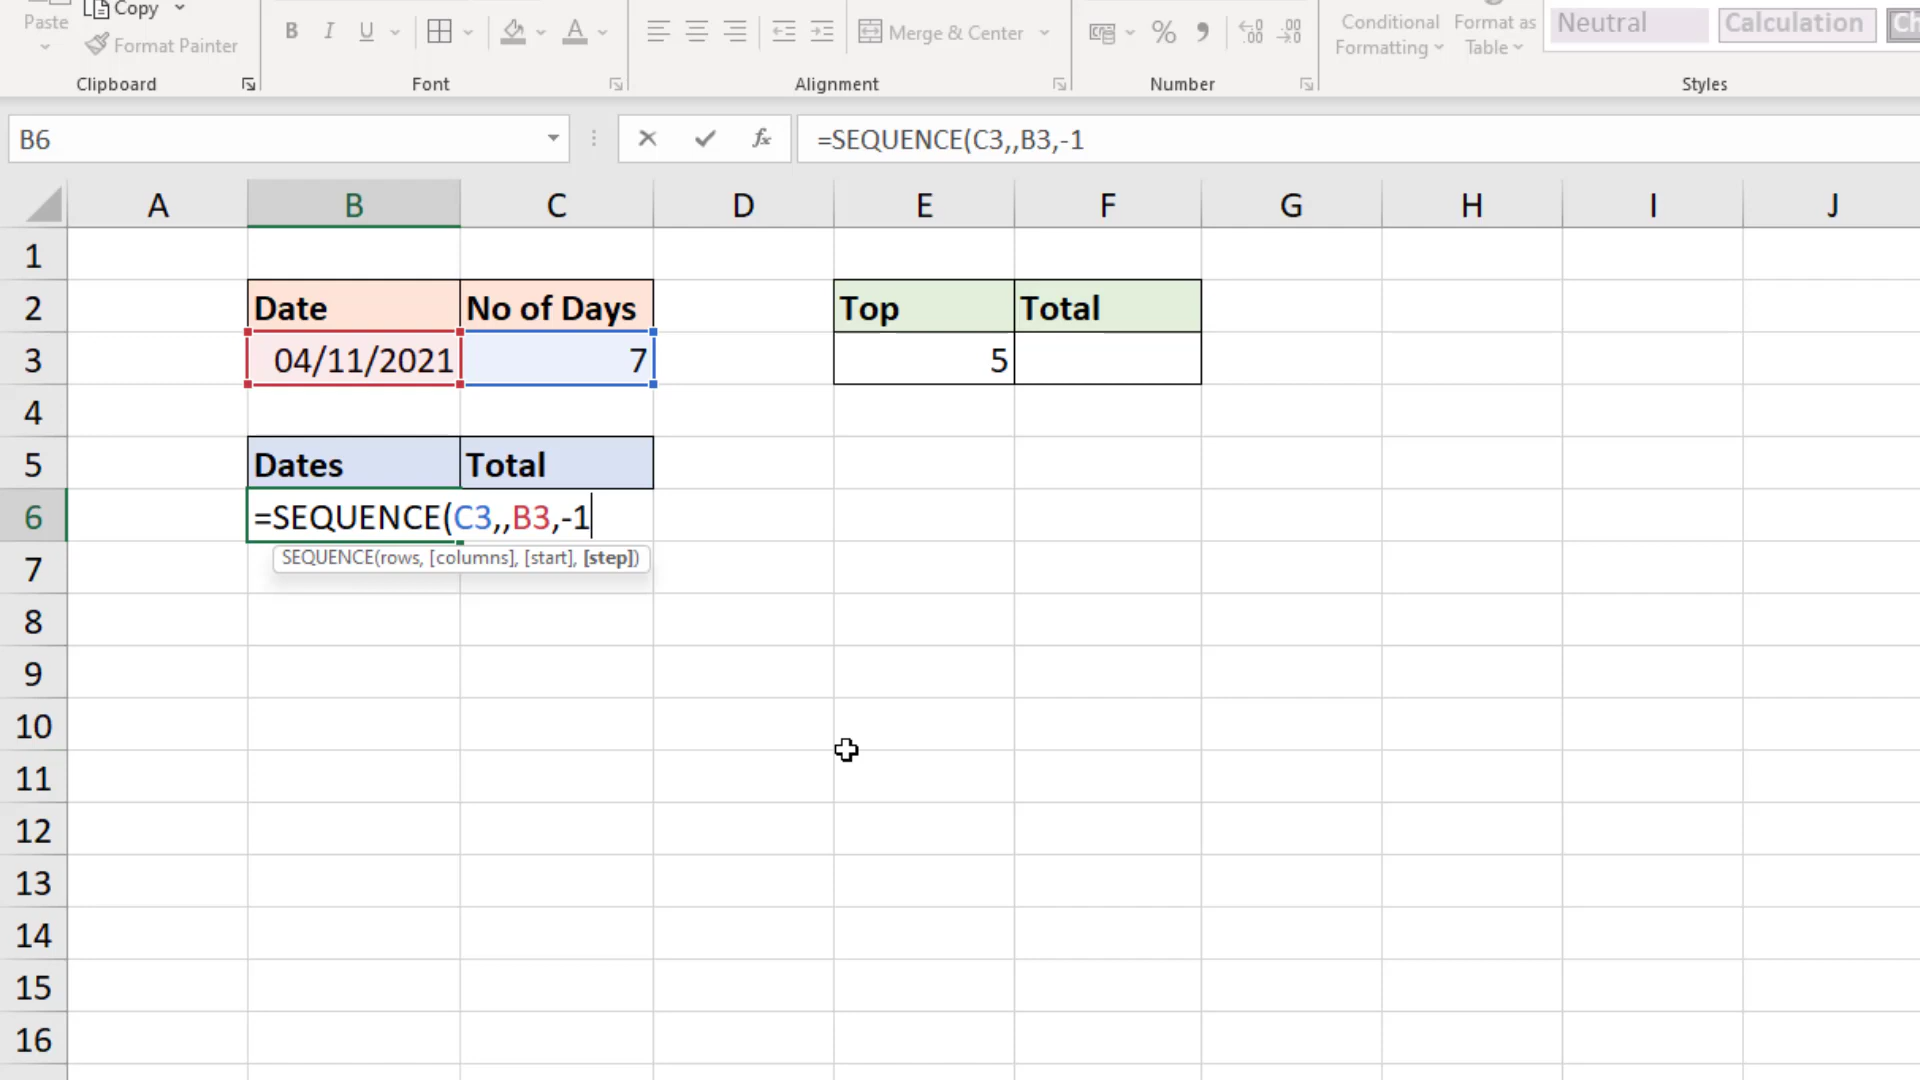 Paste
Copy
Format Painter
B I U
A
Merge & Center
%
Conditional
Formatting
Format as
Table
Neutral
Calculation
Ch
Clipboard
Font
Alignment
Number
Styles
B6
fx
=SEQUENCE(C3,,B3,-1
A B C D E F G H I J
1
2 Date No of Days Top Total
3 04/11/2021 7 5
4
5 Dates Total
6 =SEQUENCE(C3,,B3,-1
SEQUENCE(rows, [columns], [start], [step])
7
8
9
10
11
12
13
14
15
16